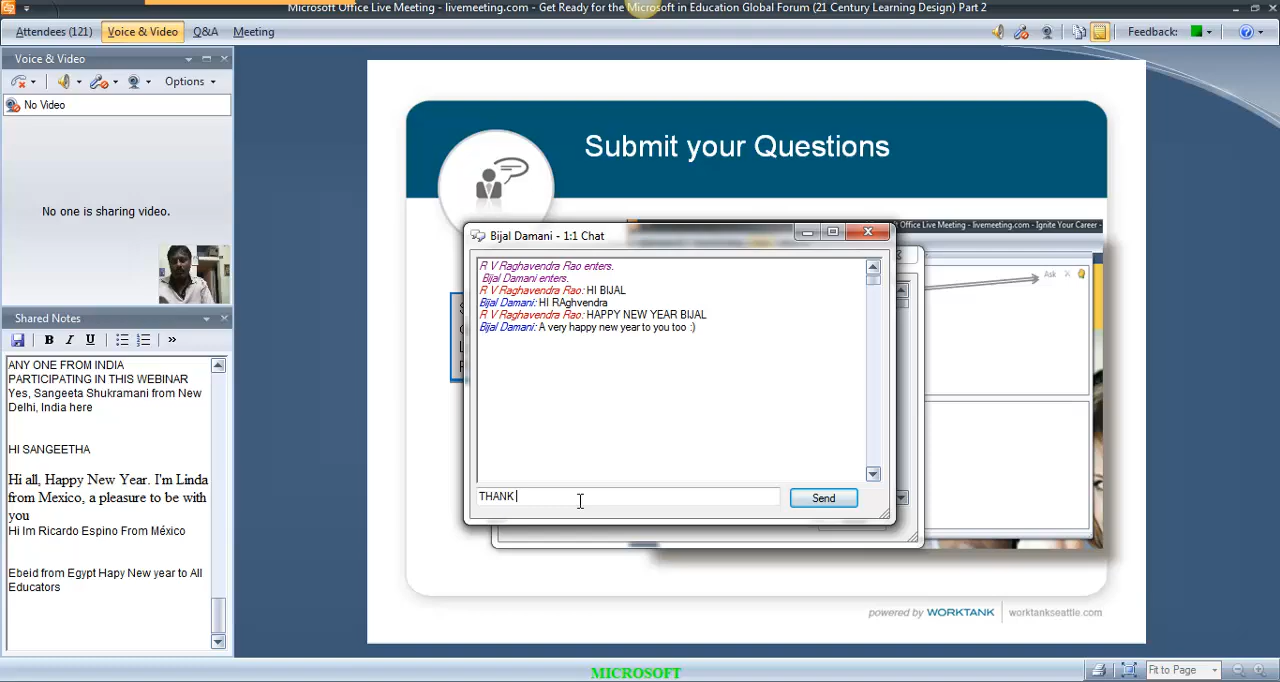 Microsoft Office Live Meeting - livemeeting.com - Get Ready for the Microsoft in Education Global Forum (21 Century Learning Design) Part 2
Attendees (121)
Voice & Video
Q&A
Meeting
Feedback:
Voice & Video
Options
No Video
No one is sharing video.
Shared Notes
B I U
ANY ONE FROM INDIA
PARTICIPATING IN THIS WEBINAR
Yes, Sangeeta Shukramani from New
Delhi, India here
HI SANGEETHA
Hi all, Happy New Year. I'm Linda
from Mexico, a pleasure to be with
you
Hi Im Ricardo Espino From México
Ebeid from Egypt Hapy New year to All
Educators
Submit your Questions
Office Live Meeting - livemeeting.com - Ignite Your Career -
Ask
Bijal Damani - 1:1 Chat
R V Raghavendra Rao enters.
Bijal Damani enters.
R V Raghavendra Rao: HI BIJAL
Bijal Damani: HI RAghvendra
R V Raghavendra Rao: HAPPY NEW YEAR BIJAL
Bijal Damani: A very happy new year to you too :)
THANK
Send
powered by WORKTANK
worktankseattle.com
MICROSOFT
Fit to Page